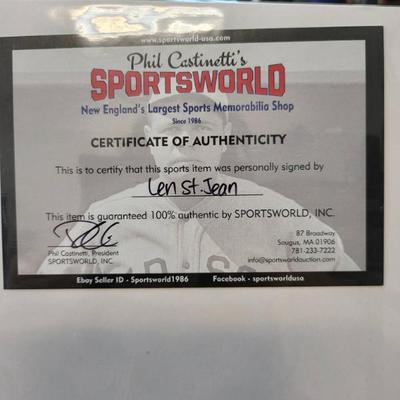 www.sportsworld-usa.com
Phil Castinetti's
SPORTSWORLD
New England's Largest Sports Memorabilia Shop
Since 1986
CERTIFICATE OF AUTHENTICITY
This is to certify that this sports item was personally signed by
Len St. Jean
This item is guaranteed 100% authentic by SPORTSWORLD, INC.
Phil Castinetti, President
SPORTSWORLD, INC.
87 Broadway
Saugus, MA 01906
781-233-7222
info@sportsworldauction.com
Ebay Seller ID - Sportsworld1986 Facebook - sportsworldusa